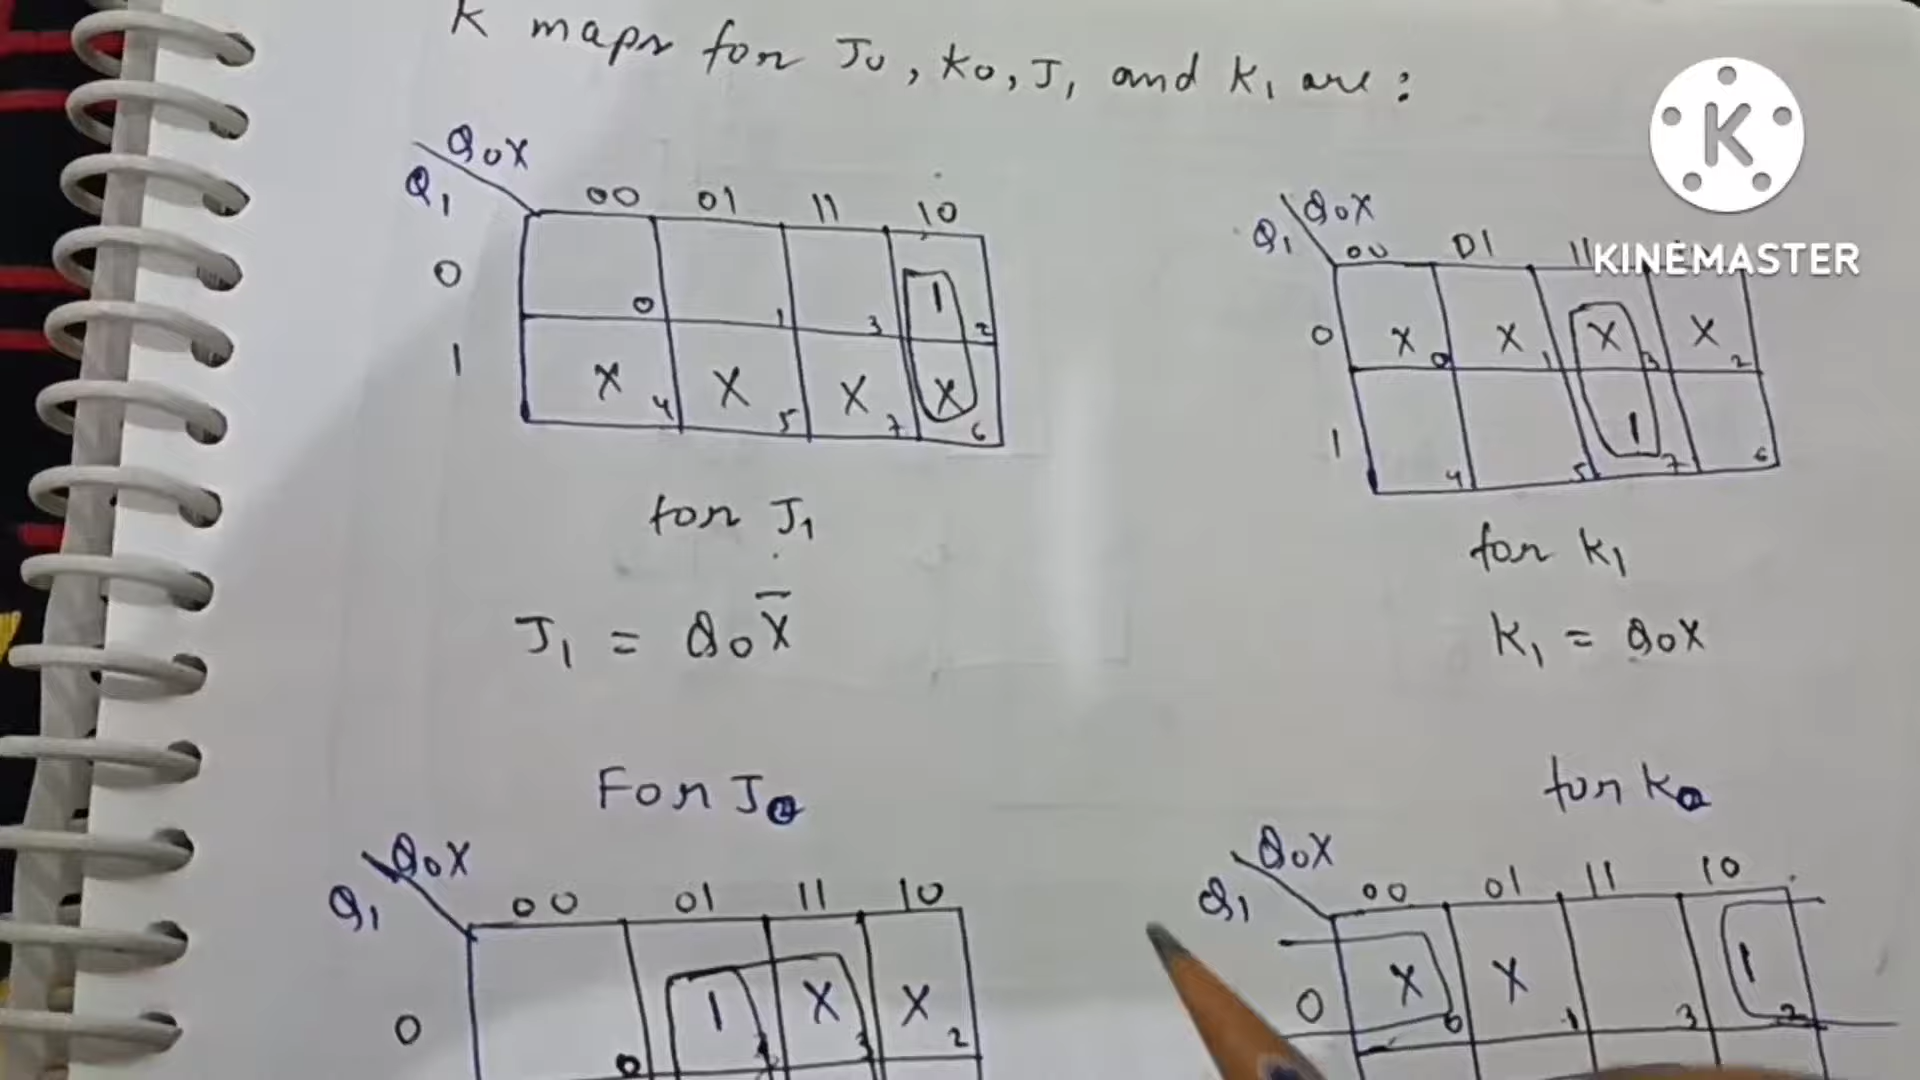 K maps for J0, K0, J1 and K1 are:
Q0X
Q1
00 01 11 10
0
1
1
0 1 3 2
X X X X
4 5 7 6
for J1
J1 = Q0X̅
K
KINEMASTER
Q0X
Q1
00 01 11
0
X X X X
0 1 3 2
1
1
4 5 7 6
for K1
K1 = Q0X
For J0
Q0X
Q1
00 01 11 10
0
1 X X
0 1 3 2
for K0
Q0X
Q1
00 01 11 10
0
X X 1
0 1 3 2